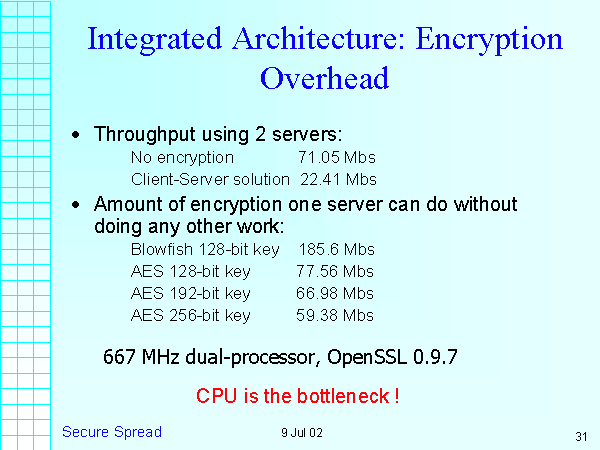 Integrated Architecture: Encryption
Overhead
• Throughput using 2 servers:
No encryption 71.05 Mbs
Client-Server solution 22.41 Mbs
• Amount of encryption one server can do without
doing any other work:
Blowfish 128-bit key 185.6 Mbs
AES 128-bit key 77.56 Mbs
AES 192-bit key 66.98 Mbs
AES 256-bit key 59.38 Mbs
667 MHz dual-processor, OpenSSL 0.9.7
CPU is the bottleneck !
Secure Spread 9 Jul 02 31